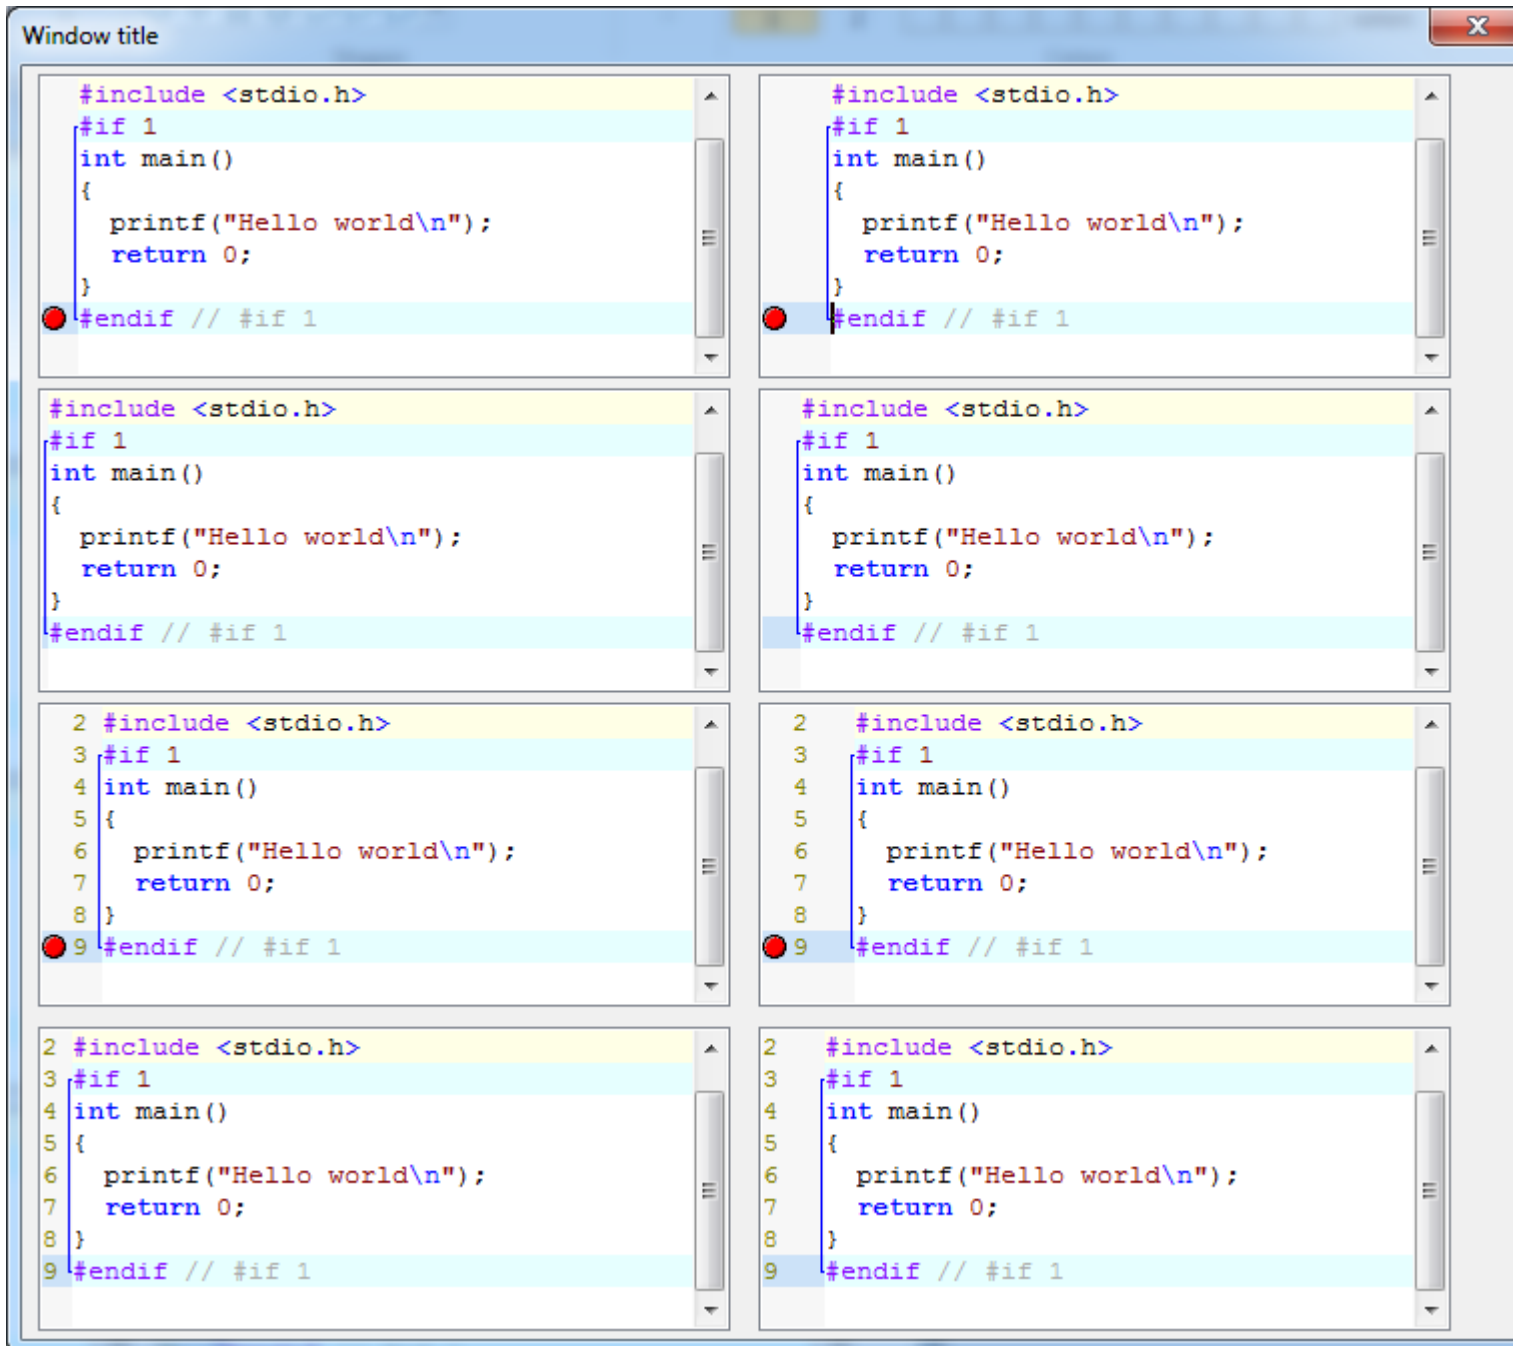 Window title
#include <stdio.h>
#if 1
int main()
{
  printf("Hello world\n");
  return 0;
}
#endif // #if 1
#include <stdio.h>
#if 1
int main()
{
  printf("Hello world\n");
  return 0;
}
#endif // #if 1
#include <stdio.h>
#if 1
int main()
{
  printf("Hello world\n");
  return 0;
}
#endif // #if 1
#include <stdio.h>
#if 1
int main()
{
  printf("Hello world\n");
  return 0;
}
#endif // #if 1
2 #include <stdio.h>
3 #if 1
4 int main()
5 {
6   printf("Hello world\n");
7   return 0;
8 }
9 #endif // #if 1
2 #include <stdio.h>
3 #if 1
4 int main()
5 {
6   printf("Hello world\n");
7   return 0;
8 }
9 #endif // #if 1
2 #include <stdio.h>
3 #if 1
4 int main()
5 {
6   printf("Hello world\n");
7   return 0;
8 }
9 #endif // #if 1
2 #include <stdio.h>
3 #if 1
4 int main()
5 {
6   printf("Hello world\n");
7   return 0;
8 }
9 #endif // #if 1